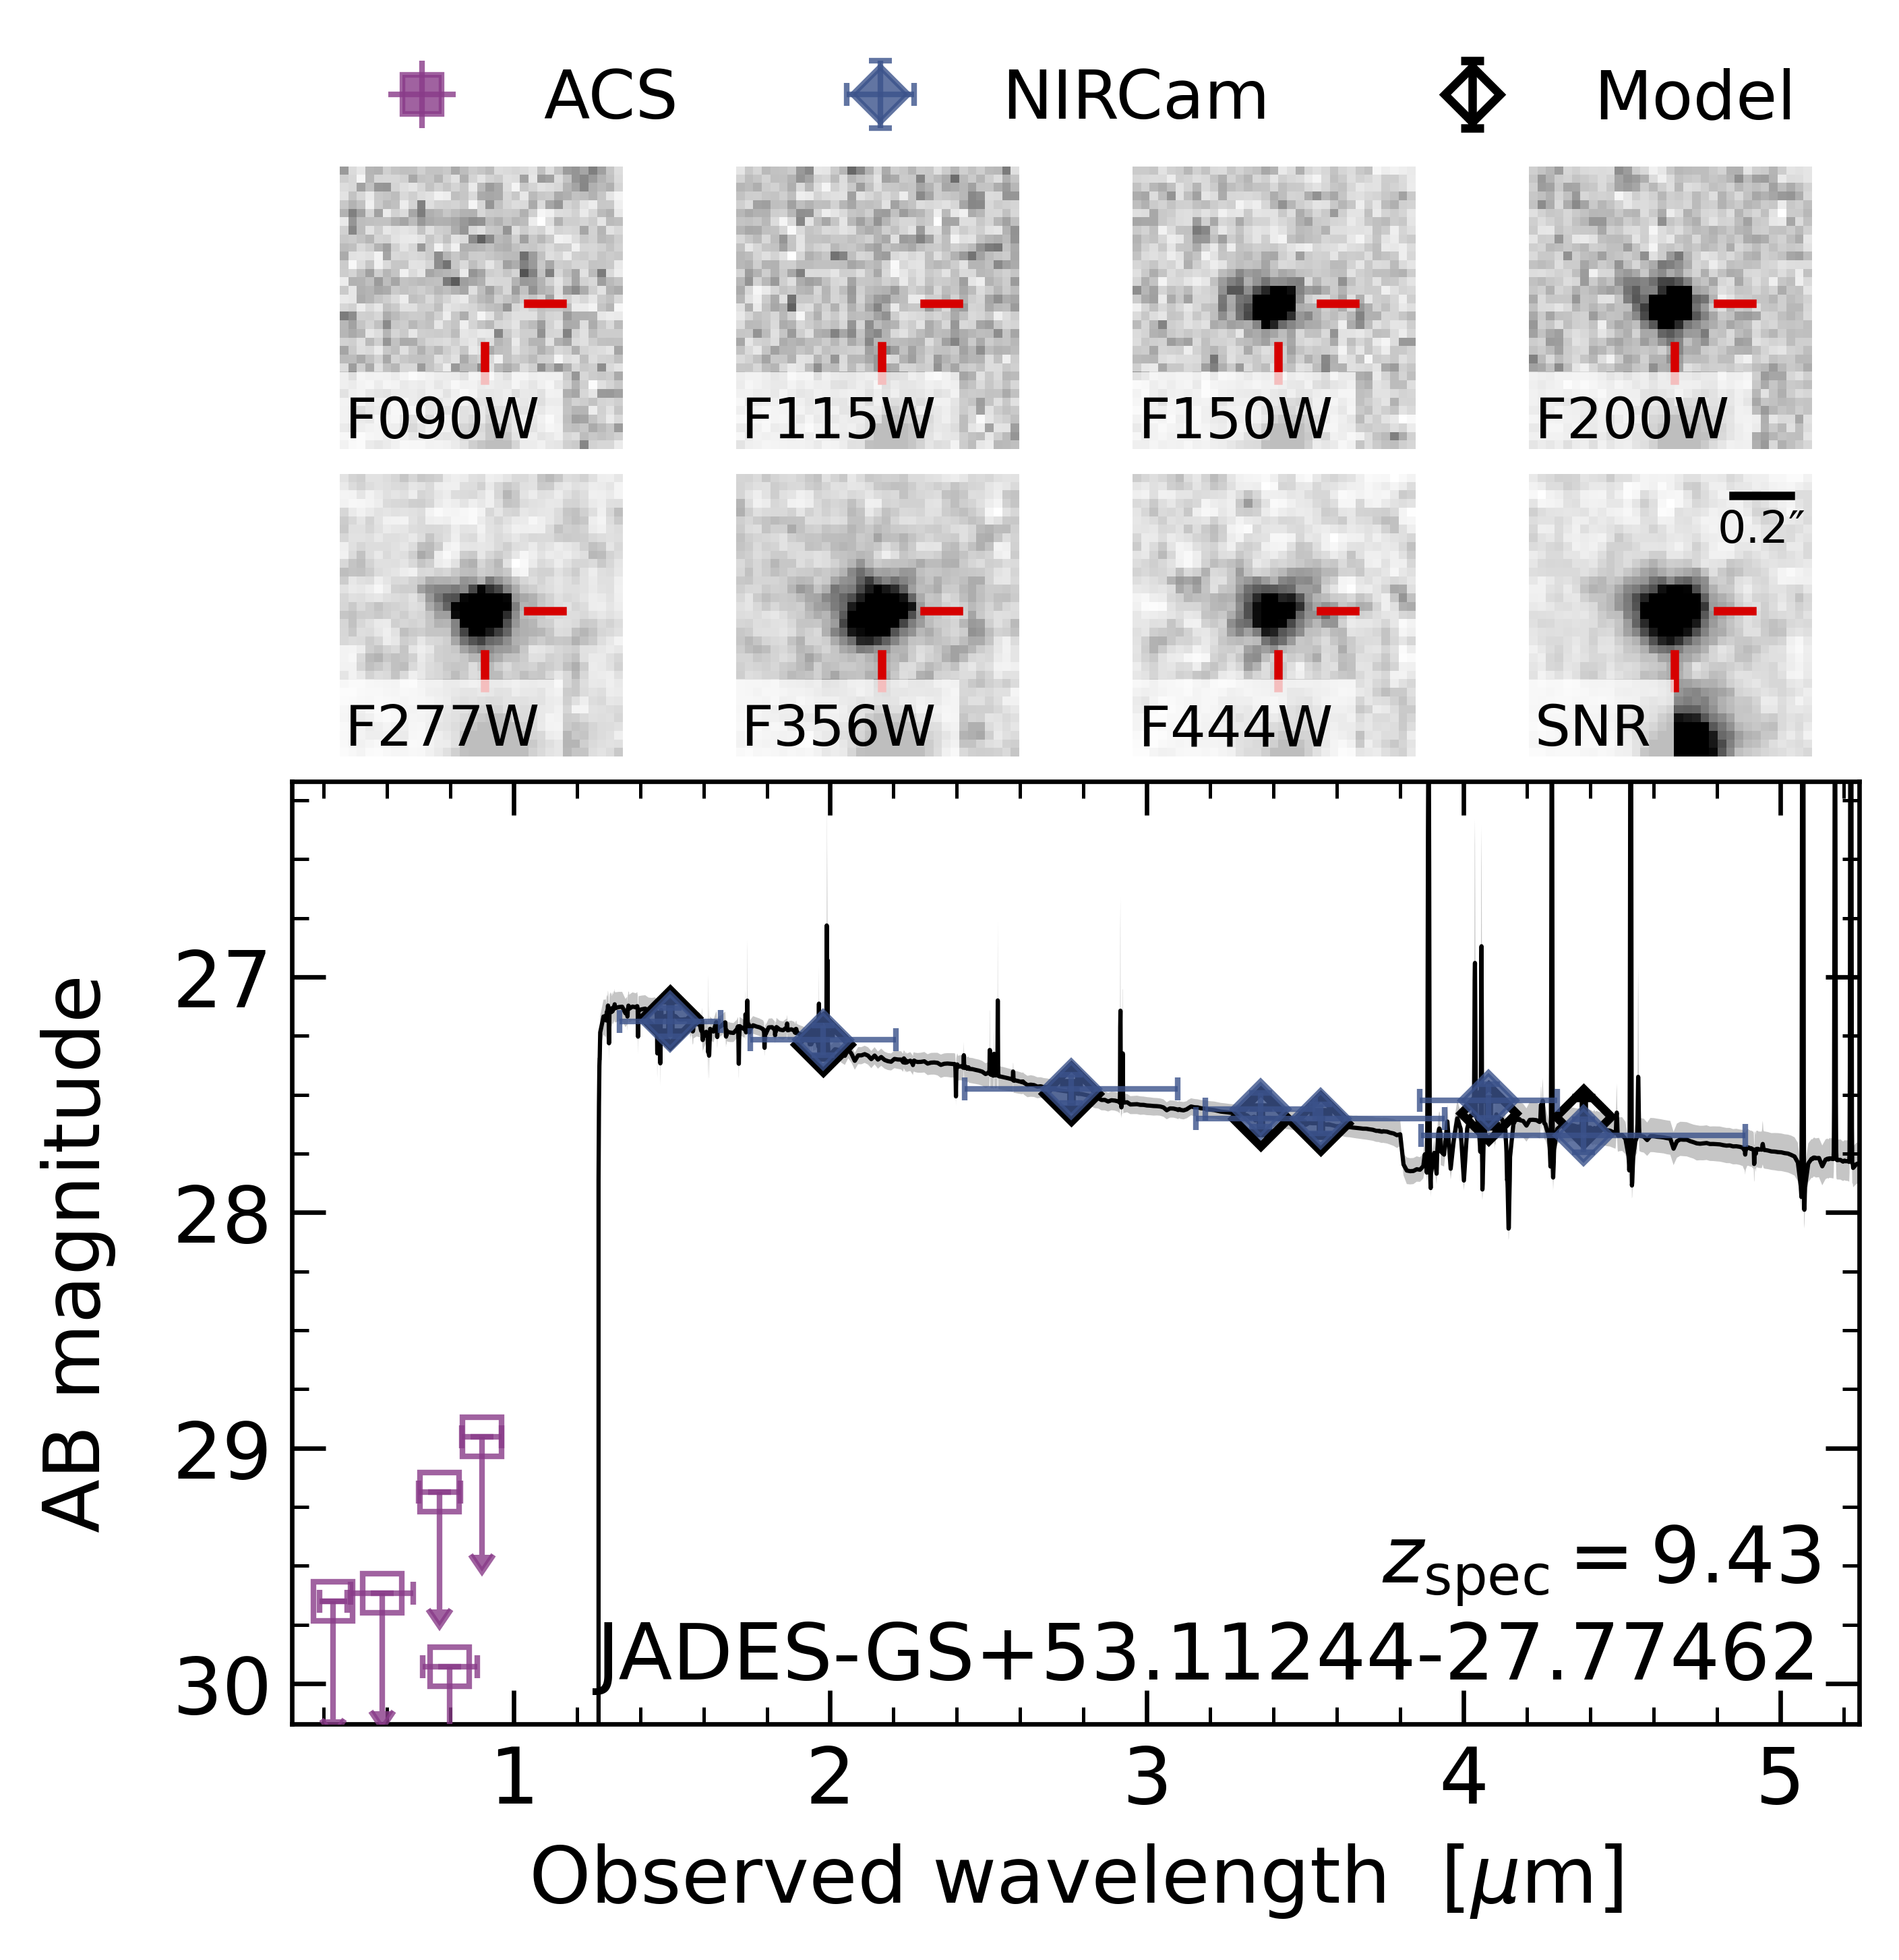 ACS NIRCam Model
F090W F115W F150W F200W
0.2″
F277W F356W F444W SNR
27
28
29
30
AB magnitude
z_spec = 9.43
JADES-GS+53.11244-27.77462
1 2 3 4 5
Observed wavelength [μm]